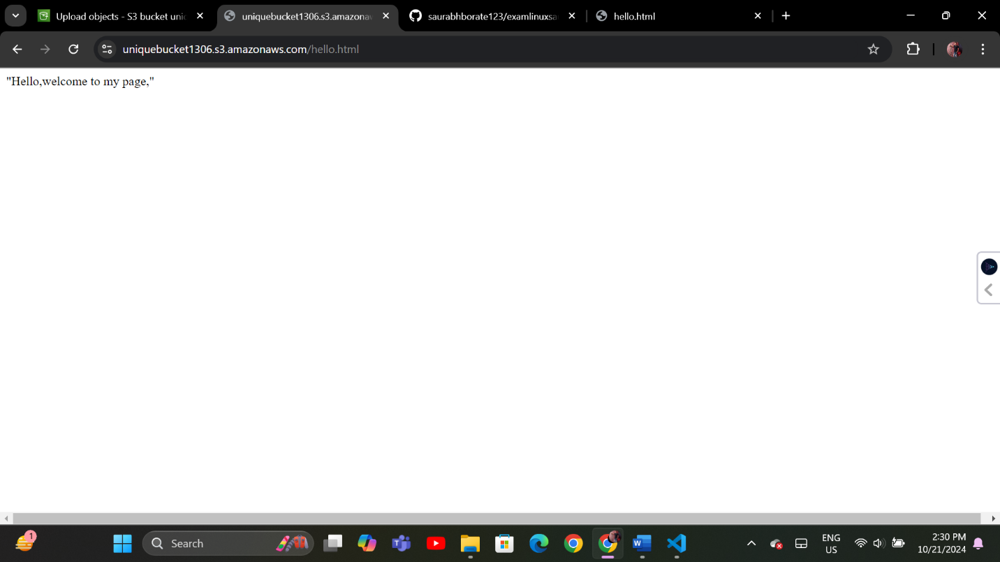 Upload objects - S3 bucket unic
uniquebucket1306.s3.amazonaw
saurabhborate123/examlinuxsa
hello.html
uniquebucket1306.s3.amazonaws.com/hello.html
"Hello,welcome to my page,"
1
Search
ENG
US
2:30 PM
10/21/2024